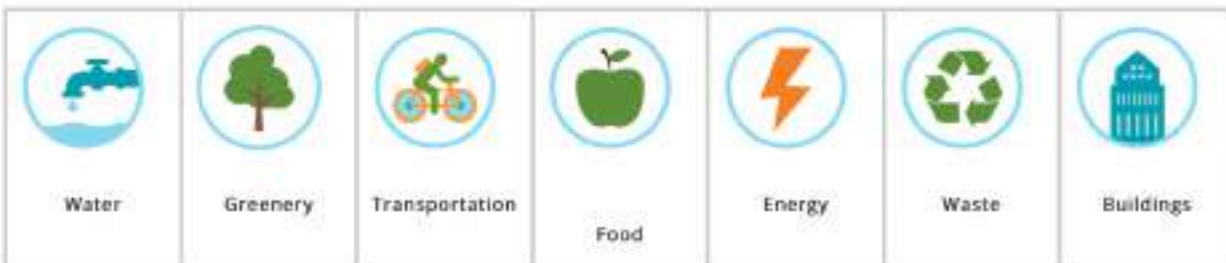 Water
Greenery
Transportation
Food
Energy
Waste
Buildings